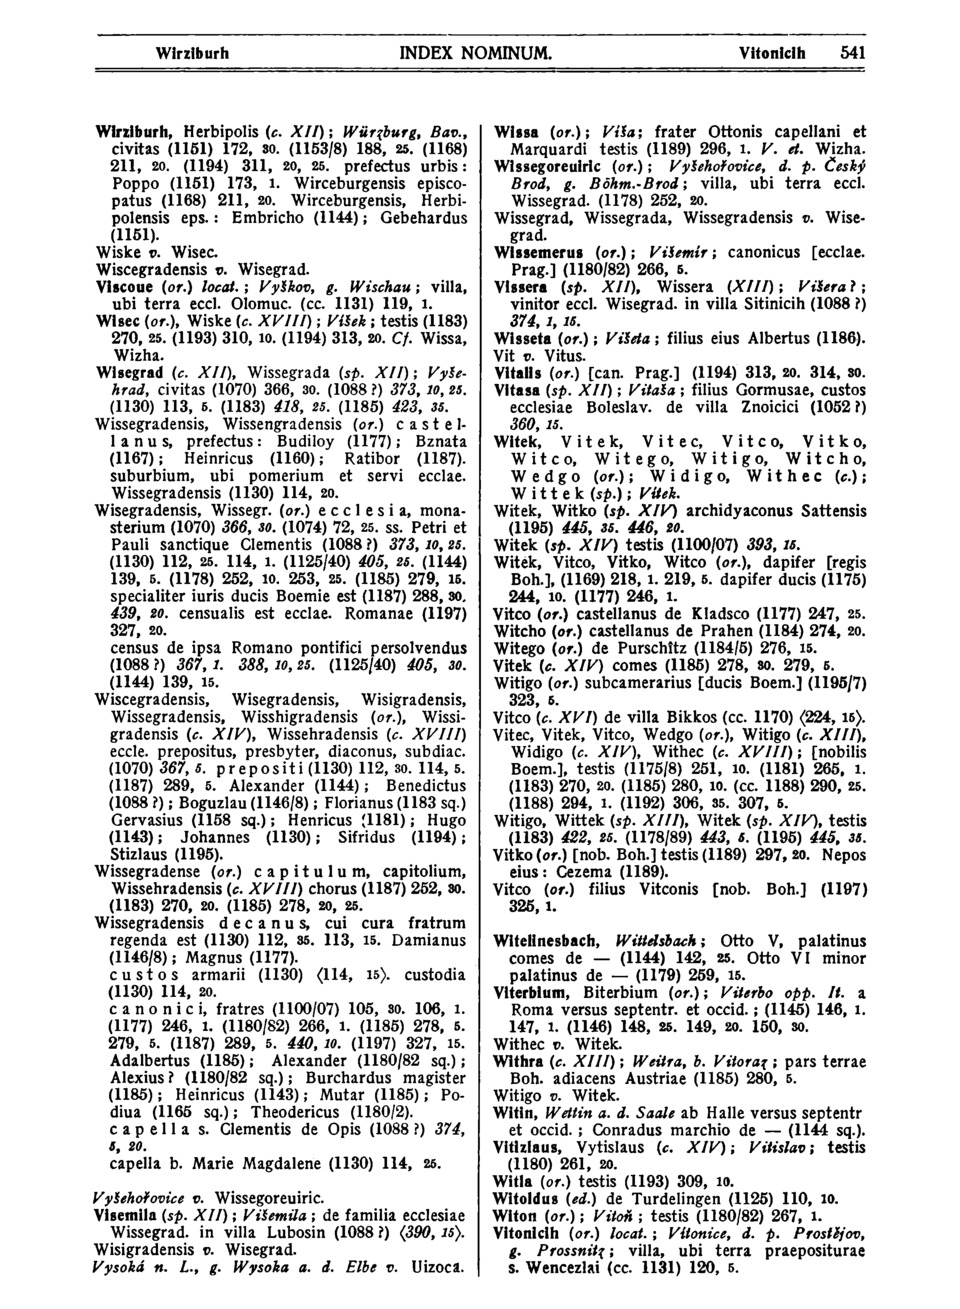 Wirziburh INDEX NOMINUM. Vitonicih 541
Wirziburh, Herbipolis (c. XII); Würzburg, Bav.,
civitas (1151) 172, 30. (1153/8) 188, 25. (1168)
211, 20. (1194) 311, 20, 25. prefectus urbis:
Poppo (1151) 173, 1. Wirceburgensis episco-
patus (1168) 211, 20. Wirceburgensis, Herbi-
polensis eps.: Embricho (1144); Gebehardus
(1151).
Wiske v. Wisec.
Wiscegradensis v. Wisegrad.
Viscoue (or.) locat.; Vyškov, g. Wischau; villa,
ubi terra eccl. Olomuc. (cc. 1131) 119, 1.
Wisec (or.), Wiske (c. XVIII); Víšek; testis (1183)
270, 25. (1193) 310, 10. (1194) 313, 20. Cf. Wissa,
Wizha.
Wisegrad (c. XII), Wissegrada (sp. XII); Vyše-
hrad, civitas (1070) 366, 30. (1088?) 373, 10, 25.
(1130) 113, 5. (1183) 418, 25. (1185) 423, 35.
Wissegradensis, Wissengradensis (or.) castel-
lanus, prefectus: Budiloy (1177); Bznata
(1167); Heinricus (1160); Ratibor (1187).
suburbium, ubi pomerium et servi ecclae.
Wissegradensis (1130) 114, 20.
Wisegradensis, Wissegr. (or.) ecclesia, mona-
sterium (1070) 366, 30. (1074) 72, 25. ss. Petri et
Pauli sanctique Clementis (1088?) 373, 10, 25.
(1130) 112, 25. 114, 1. (1125/40) 405, 25. (1144)
139, 5. (1178) 252, 10. 253, 25. (1185) 279, 15.
specialiter iuris ducis Boemie est (1187) 288, 30.
439, 20. censualis est ecclae. Romanae (1197)
327, 20.
census de ipsa Romano pontifici persolvendus
(1088?) 367, 1. 388, 10, 25. (1125/40) 405, 30.
(1144) 139, 15.
Wiscegradensis, Wisegradensis, Wisigradensis,
Wissegradensis, Wisshigradensis (or.), Wissi-
gradensis (c. XIV), Wissehradensis (c. XVIII)
eccle. prepositus, presbyter, diaconus, subdiac.
(1070) 367, 5. prepositi (1130) 112, 30. 114, 5.
(1187) 289, 5. Alexander (1144); Benedictus
(1088?); Boguzlau (1146/8); Florianus (1183 sq.)
Gervasius (1158 sq.); Henricus (1181); Hugo
(1143); Johannes (1130); Sifridus (1194);
Stizlaus (1195).
Wissegradense (or.) capitulum, capitolium,
Wissehradensis (c. XVIII) chorus (1187) 252, 30.
(1183) 270, 20. (1185) 278, 20, 25.
Wissegradensis decanus, cui cura fratrum
regenda est (1130) 112, 35. 113, 15. Damianus
(1146/8); Magnus (1177).
custos armarii (1130) ⟨114, 15⟩. custodia
(1130) 114, 20.
canonici, fratres (1100/07) 105, 30. 106, 1.
(1177) 246, 1. (1180/82) 266, 1. (1185) 278, 5.
279, 5. (1187) 289, 5. 440, 10. (1197) 327, 15.
Adalbertus (1185); Alexander (1180/82 sq.);
Alexius? (1180/82 sq.); Burchardus magister
(1185); Heinricus (1143); Mutar (1185); Po-
diua (1165 sq.); Theodericus (1180/2).
capella s. Clementis de Opis (1088?) 374,
5, 20.
capella b. Marie Magdalene (1130) 114, 25.
Vyšehořovice v. Wissegoreuiric.
Visemila (sp. XII); Višemila; de familia ecclesiae
Wissegrad. in villa Lubosin (1088?) ⟨390, 15⟩.
Wisigradensis v. Wisegrad.
Vysoká n. L., g. Wysoka a. d. Elbe v. Uizoca.
Wissa (or.); Víša; frater Ottonis capellani et
Marquardi testis (1189) 296, 1. V. et. Wizha.
Wissegoreuiric (or.); Vyšehořovice, d. p. Český
Brod, g. Böhm.-Brod; villa, ubi terra eccl.
Wissegrad. (1178) 252, 20.
Wissegrad, Wissegrada, Wissegradensis v. Wise-
grad.
Wissemerus (or.); Višemír; canonicus [ecclae.
Prag.] (1180/82) 266, 5.
Vissera (sp. XII), Wissera (XIII); Višera?;
vinitor eccl. Wisegrad. in villa Sitinicih (1088?)
374, 1, 15.
Wisseta (or.); Višeta; filius eius Albertus (1186).
Vit v. Vitus.
Vitalis (or.) [can. Prag.] (1194) 313, 20. 314, 30.
Vitasa (sp. XII); Vitaša; filius Gormusae, custos
ecclesiae Boleslav. de villa Znoicici (1052?)
360, 15.
Witek, Vitek, Vitec, Vitco, Vitko,
Witco, Witego, Witigo, Witcho,
Wedgo (or.); Widigo, Withec (c.);
Wittek (sp.); Vítek.
Witek, Witko (sp. XIV) archidyaconus Sattensis
(1195) 445, 35. 446, 20.
Witek (sp. XIV) testis (1100/07) 393, 15.
Witek, Vitco, Vitko, Witco (or.), dapifer [regis
Boh.], (1169) 218, 1. 219, 5. dapifer ducis (1175)
244, 10. (1177) 246, 1.
Vitco (or.) castellanus de Kladsco (1177) 247, 25.
Witcho (or.) castellanus de Prahen (1184) 274, 20.
Witego (or.) de Purschîtz (1184/5) 276, 15.
Vitek (c. XIV) comes (1185) 278, 30. 279, 5.
Witigo (or.) subcamerarius [ducis Boem.] (1195/7)
323, 5.
Vitco (c. XVI) de villa Bikkos (cc. 1170) ⟨224, 15⟩.
Vitec, Vitek, Vitco, Wedgo (or.), Witigo (c. XIII),
Widigo (c. XIV), Withec (c. XVIII); [nobilis
Boem.], testis (1175/8) 251, 10. (1181) 265, 1.
(1183) 270, 20. (1185) 280, 10. (cc. 1188) 290, 25.
(1188) 294, 1. (1192) 306, 35. 307, 5.
Witigo, Wittek (sp. XIII), Witek (sp. XIV), testis
(1183) 422, 25. (1178/89) 443, 5. (1195) 445, 35.
Vitko (or.) [nob. Boh.] testis (1189) 297, 20. Nepos
eius: Cezema (1189).
Vitco (or.) filius Vitconis [nob. Boh.] (1197)
325, 1.
Witelinesbach, Wittelsbach; Otto V, palatinus
comes de — (1144) 142, 25. Otto VI minor
palatinus de — (1179) 259, 15.
Viterbium, Biterbium (or.); Viterbo opp. It. a
Roma versus septentr. et occid.; (1145) 146, 1.
147, 1. (1146) 148, 25. 149, 20. 150, 30.
Withec v. Witek.
Withra (c. XIII); Weitra, b. Vitoraz; pars terrae
Boh. adiacens Austriae (1185) 280, 5.
Witigo v. Witek.
Witin, Wettin a. d. Saale ab Halle versus septentr
et occid.; Conradus marchio de — (1144 sq.).
Vitizlaus, Vytislaus (c. XIV); Vitislav; testis
(1180) 261, 20.
Witla (or.) testis (1193) 309, 10.
Witoldus (ed.) de Turdelingen (1125) 110, 10.
Witon (or.); Vitoň; testis (1180/82) 267, 1.
Vitonicih (or.) locat.; Vitonice, d. p. Prostějov,
g. Prossnitz; villa, ubi terra praepositurae
s. Wencezlai (cc. 1131) 120, 5.